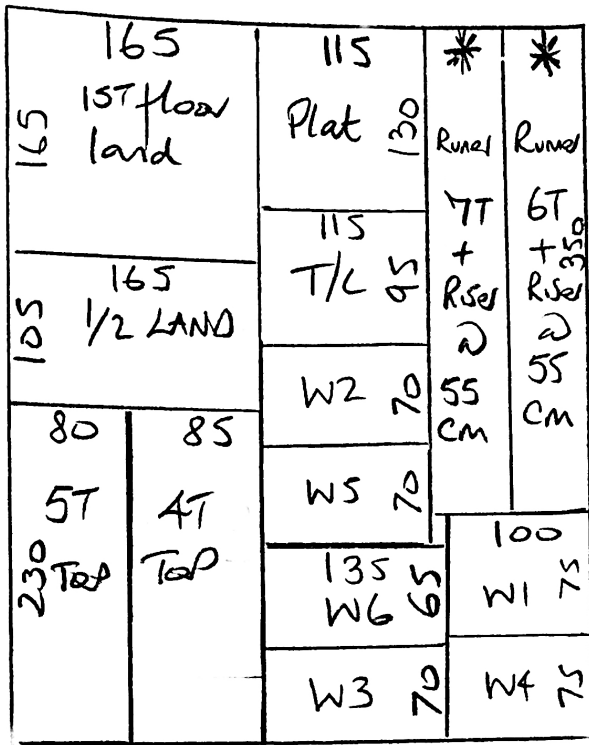 165
1ST floor
land
165
115
Plat 130
*
Runer
7T
+
Riser
@
55
cm
*
Runer
6T
+
Riser
@
55
cm
350
165
1/2 LAND
105
115
T/L 95
W2 70
W5 70
80
5T
Top
230
85
4T
Top
135
W6 65
100
W1 75
W3 70
W4 75